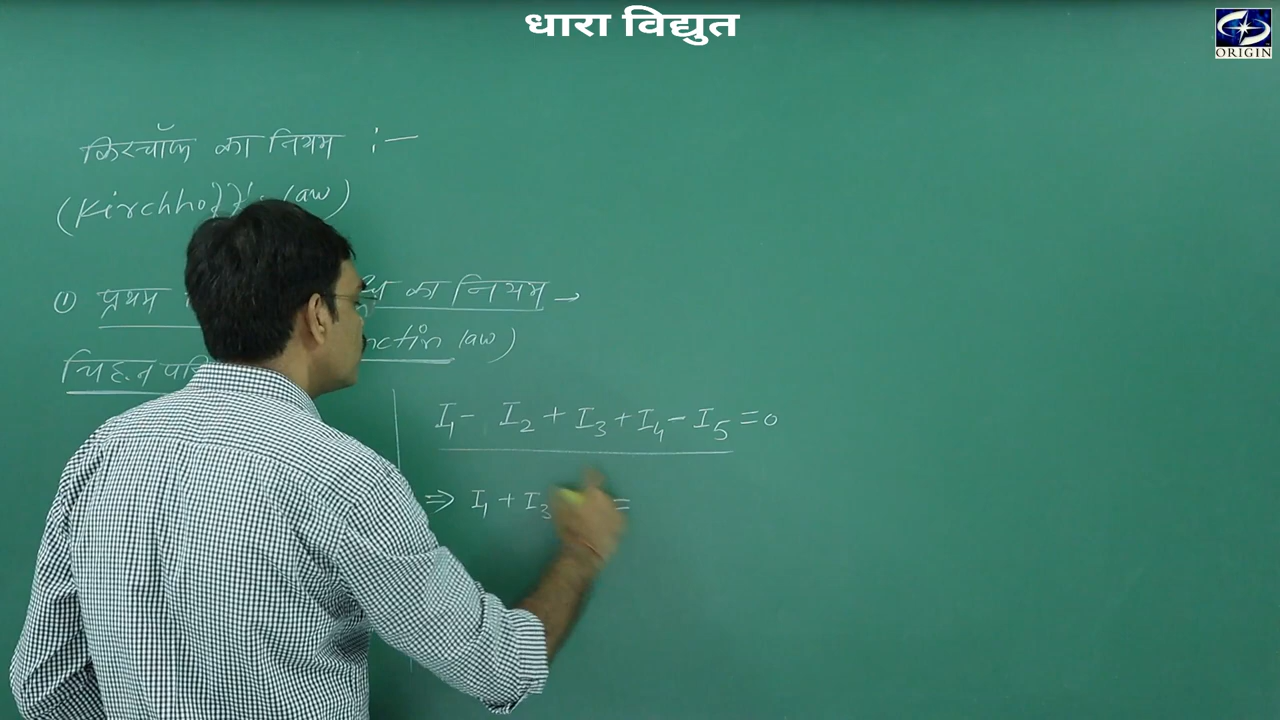 धारा विद्युत
ORIGIN
किरचॉफ का नियम :-
(Kirchhoff's law)
① प्रथम का नियम →
law)
I₁ - I₂ + I₃ + I₄ - I₅ = 0
⇒ I₁ + I₃ =